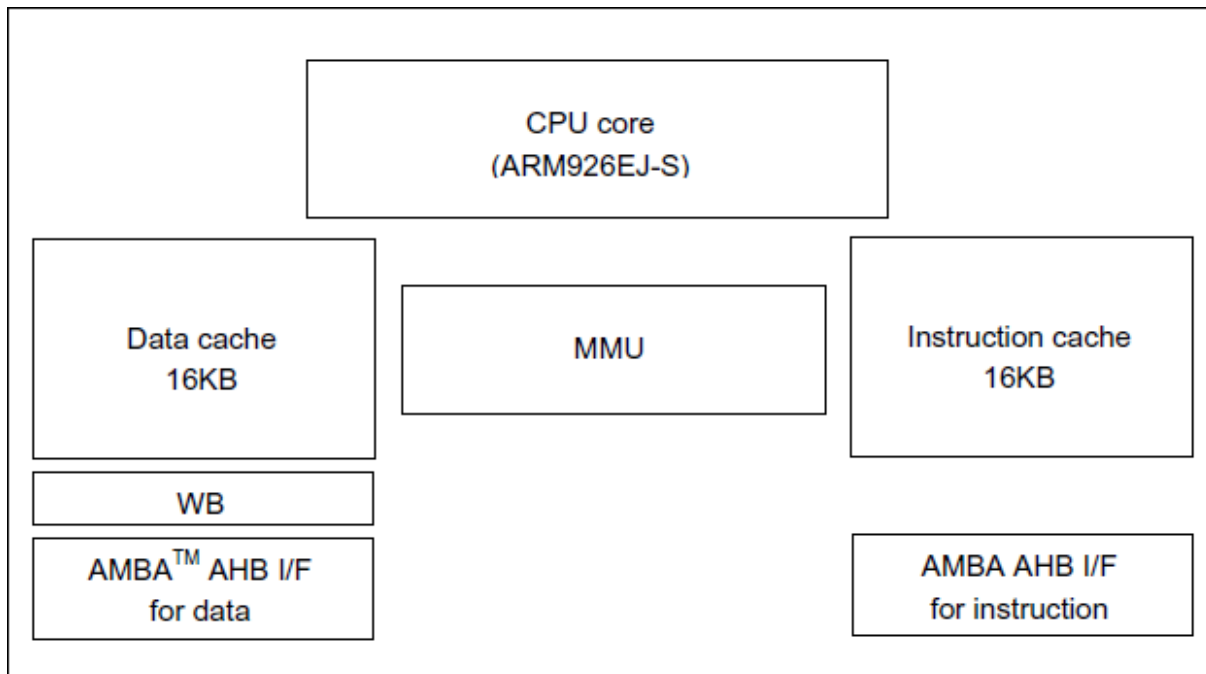 CPU core
(ARM926EJ-S)
Data cache
16KB
MMU
Instruction cache
16KB
WB
AMBA™ AHB I/F
for data
AMBA AHB I/F
for instruction